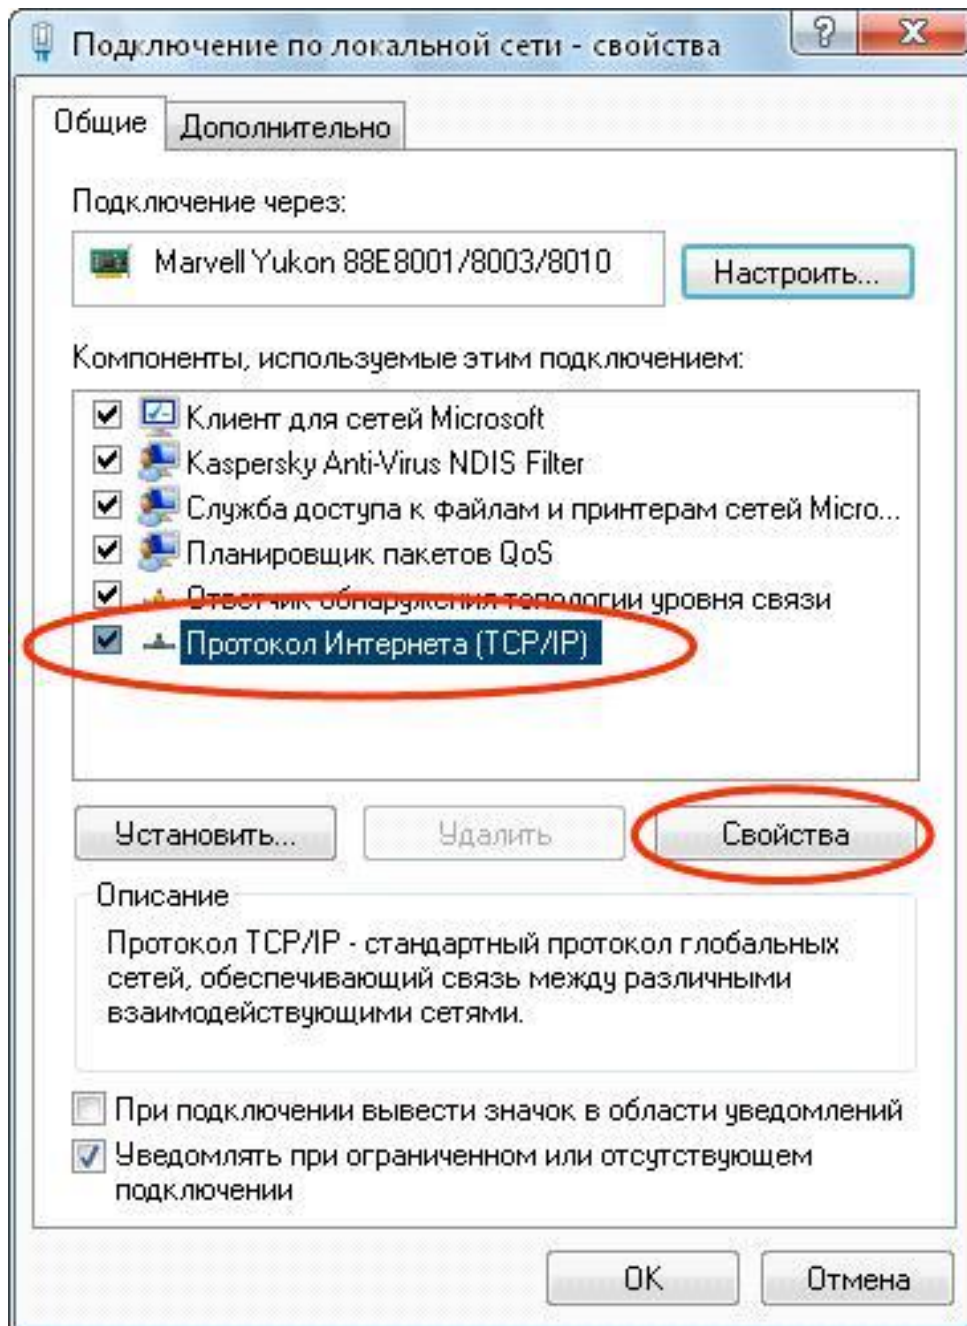 Подключение по локальной сети - свойства
Общие
Дополнительно
Подключение через:
Marvell Yukon 88E8001/8003/8010
Настроить...
Компоненты, используемые этим подключением:
Клиент для сетей Microsoft
Kaspersky Anti-Virus NDIS Filter
Служба доступа к файлам и принтерам сетей Micro...
Планировщик пакетов QoS
Ответчик обнаружения топологии уровня связи
Протокол Интернета (TCP/IP)
Установить...
Удалить
Свойства
Описание
Протокол TCP/IP - стандартный протокол глобальных
сетей, обеспечивающий связь между различными
взаимодействующими сетями.
При подключении вывести значок в области уведомлений
Уведомлять при ограниченном или отсутствующем
подключении
OK
Отмена